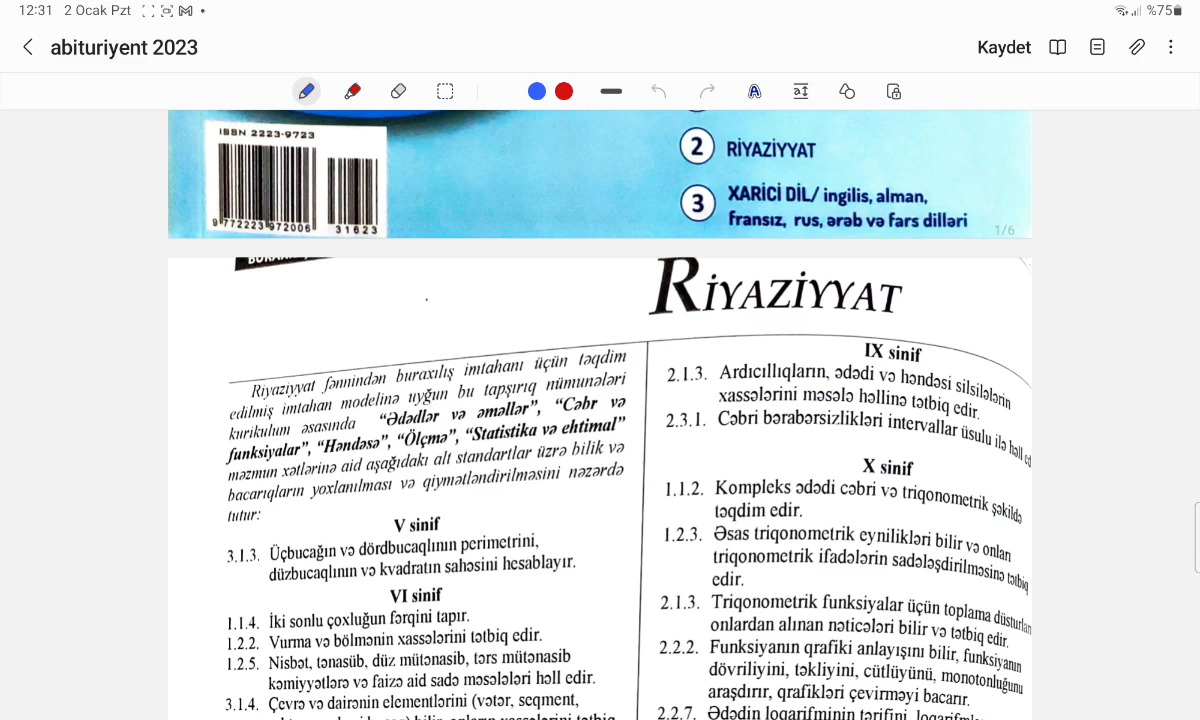 12:31 2 Ocak Pzt
%75
abituriyent 2023
Kaydet
ISBN 2223-9723
9 772223 972006
31623
2 RİYAZİYYAT
3 XARİCİ DİL/ ingilis, alman,
fransız, rus, ərəb və fars dilləri
1/6
RİYAZİYYAT
Riyaziyyat fənnindən buraxılış imtahanı üçün təqdim
edilmiş imtahan modelinə uyğun bu tapşırıq nümunələri
kurikulum əsasında “Ədədlər və əməllər”, “Cəbr və
funksiyalar”, “Həndəsə”, “Ölçmə”, “Statistika və ehtimal”
məzmun xətlərinə aid aşağıdakı alt standartlar üzrə bilik və
bacarıqların yoxlanılması və qiymətləndirilməsini nəzərdə
tutur:
V sinif
3.1.3. Üçbucağın və dördbucaqlının perimetrini,
düzbucaqlının və kvadratın sahəsini hesablayır.
VI sinif
1.1.4. İki sonlu çoxluğun fərqini tapır.
1.2.2. Vurma və bölmənin xassələrini tətbiq edir.
1.2.5. Nisbət, tənasüb, düz mütənasib, tərs mütənasib
kəmiyyətlərə və faizə aid sadə məsələləri həll edir.
3.1.4. Çevrə və dairənin elementlərini (vətər, seqment,
IX sinif
2.1.3. Ardıcıllıqların, ədədi və həndəsi silsilələrin
xassələrini məsələ həllinə tətbiq edir.
2.3.1. Cəbri bərabərsizlikləri intervallar üsulu ilə həll ed
X sinif
1.1.2. Kompleks ədədi cəbri və triqonometrik şəkildə
təqdim edir.
1.2.3. Əsas triqonometrik eynilikləri bilir və onları
triqonometrik ifadələrin sadələşdirilməsinə tətbiq
edir.
2.1.3. Triqonometrik funksiyalar üçün toplama düsturları
onlardan alınan nəticələri bilir və tətbiq edir.
2.2.2. Funksiyanın qrafiki anlayışını bilir, funksiyanın
dövriliyini, təkliyini, cütlüyünü, monotonluğunu
araşdırır, qrafikləri çevirməyi bacarır.
2.2.7. Ədədin loqarifminin tərifini,